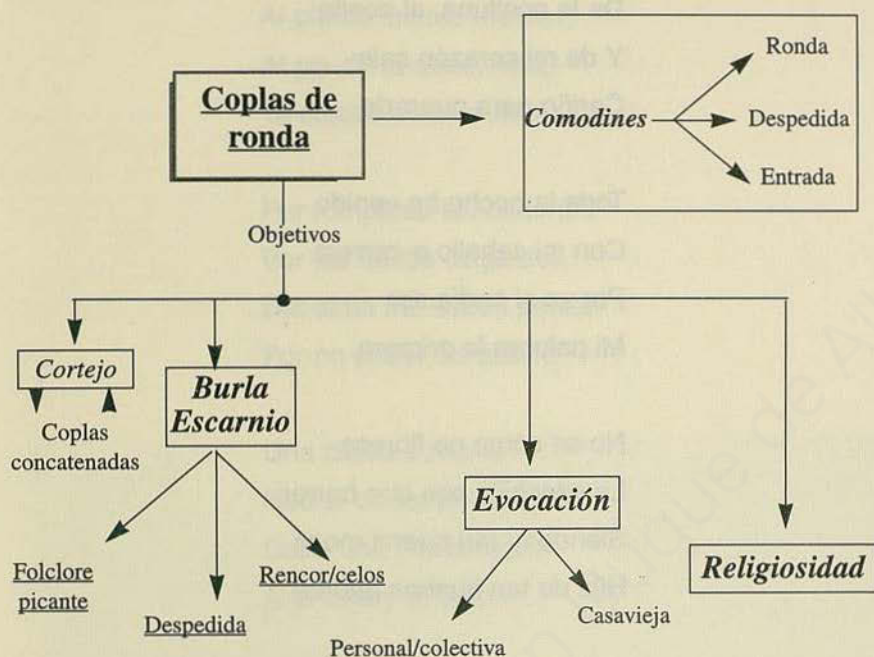 Coplas de
ronda
Comodines
Ronda
Despedida
Entrada
Objetivos
Cortejo
Coplas
concatenadas
Burla
Escarnio
Folclore
picante
Despedida
Rencor/celos
Evocación
Personal/colectiva
Casavieja
Religiosidad